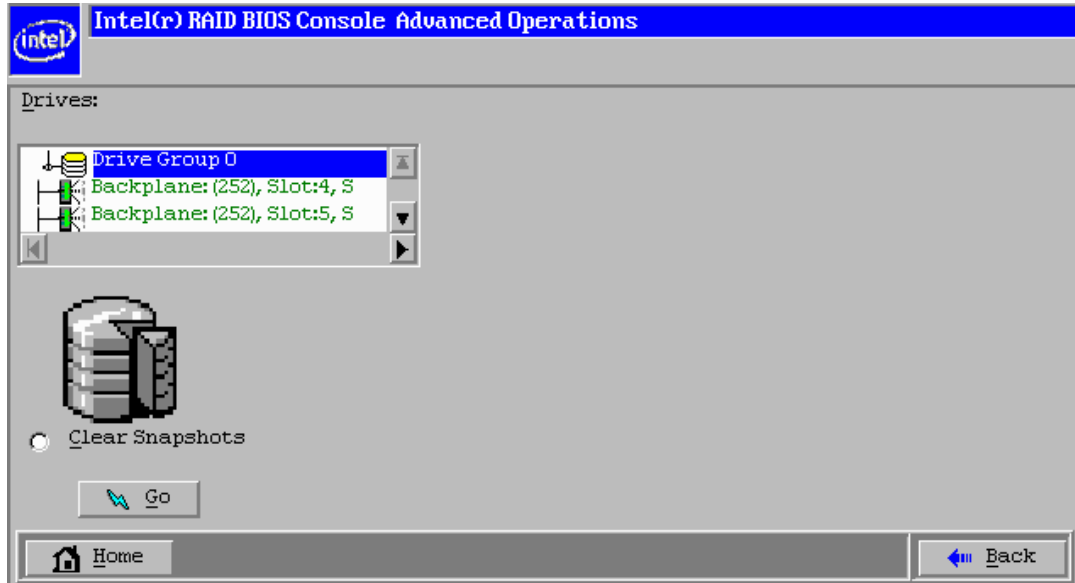 intel
Intel(r) RAID BIOS Console Advanced Operations
Drives:
Drive Group 0
Backplane: (252), Slot:4, S
Backplane: (252), Slot:5, S
Clear Snapshots
Go
Home
Back